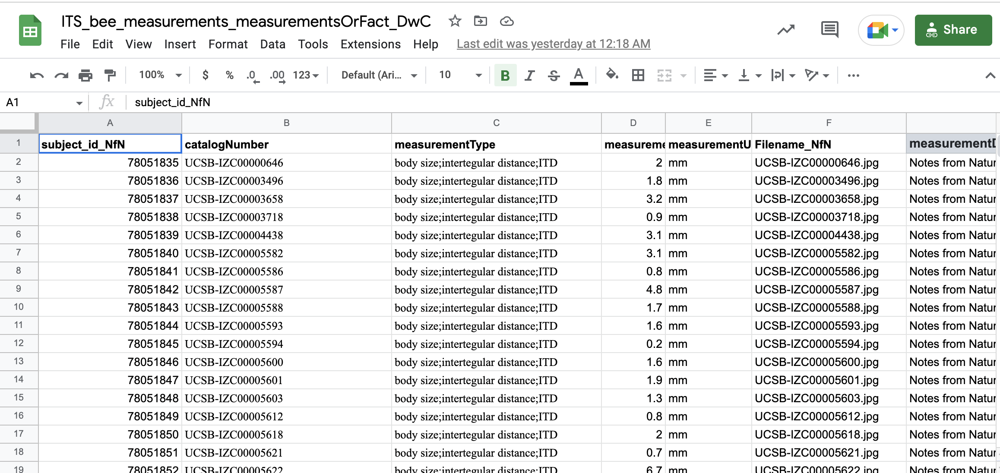 ITS_bee_measurements_measurementsOrFact_DwC
File Edit View Insert Format Data Tools Extensions Help Last edit was yesterday at 12:18 AM
Share
100% $ % .0 .00 123 Default (Ari... 10 B I S A
A1 fx subject_id_NfN
A B C D E F
1 subject_id_NfN catalogNumber measurementType measureme measurementU Filename_NfN measurement
2 78051835 UCSB-IZC00000646 body size;intertegular distance;ITD 2 mm UCSB-IZC00000646.jpg Notes from Natur
3 78051836 UCSB-IZC00003496 body size;intertegular distance;ITD 1.8 mm UCSB-IZC00003496.jpg Notes from Natur
4 78051837 UCSB-IZC00003658 body size;intertegular distance;ITD 3.2 mm UCSB-IZC00003658.jpg Notes from Natur
5 78051838 UCSB-IZC00003718 body size;intertegular distance;ITD 0.9 mm UCSB-IZC00003718.jpg Notes from Natur
6 78051839 UCSB-IZC00004438 body size;intertegular distance;ITD 3.1 mm UCSB-IZC00004438.jpg Notes from Natur
7 78051840 UCSB-IZC00005582 body size;intertegular distance;ITD 3.1 mm UCSB-IZC00005582.jpg Notes from Natur
8 78051841 UCSB-IZC00005586 body size;intertegular distance;ITD 0.8 mm UCSB-IZC00005586.jpg Notes from Natur
9 78051842 UCSB-IZC00005587 body size;intertegular distance;ITD 4.8 mm UCSB-IZC00005587.jpg Notes from Natur
10 78051843 UCSB-IZC00005588 body size;intertegular distance;ITD 1.7 mm UCSB-IZC00005588.jpg Notes from Natur
11 78051844 UCSB-IZC00005593 body size;intertegular distance;ITD 1.6 mm UCSB-IZC00005593.jpg Notes from Natur
12 78051845 UCSB-IZC00005594 body size;intertegular distance;ITD 0.2 mm UCSB-IZC00005594.jpg Notes from Natur
13 78051846 UCSB-IZC00005600 body size;intertegular distance;ITD 1.6 mm UCSB-IZC00005600.jpg Notes from Natur
14 78051847 UCSB-IZC00005601 body size;intertegular distance;ITD 1.9 mm UCSB-IZC00005601.jpg Notes from Natur
15 78051848 UCSB-IZC00005603 body size;intertegular distance;ITD 1.3 mm UCSB-IZC00005603.jpg Notes from Natur
16 78051849 UCSB-IZC00005612 body size;intertegular distance;ITD 0.8 mm UCSB-IZC00005612.jpg Notes from Natur
17 78051850 UCSB-IZC00005618 body size;intertegular distance;ITD 2 mm UCSB-IZC00005618.jpg Notes from Natur
18 78051851 UCSB-IZC00005621 body size;intertegular distance;ITD 0.7 mm UCSB-IZC00005621.jpg Notes from Natur
19 78051852 UCSB-IZC00005622 body size;intertegular distance;ITD 6.7 mm UCSB-IZC00005622.jpg Notes from Natur